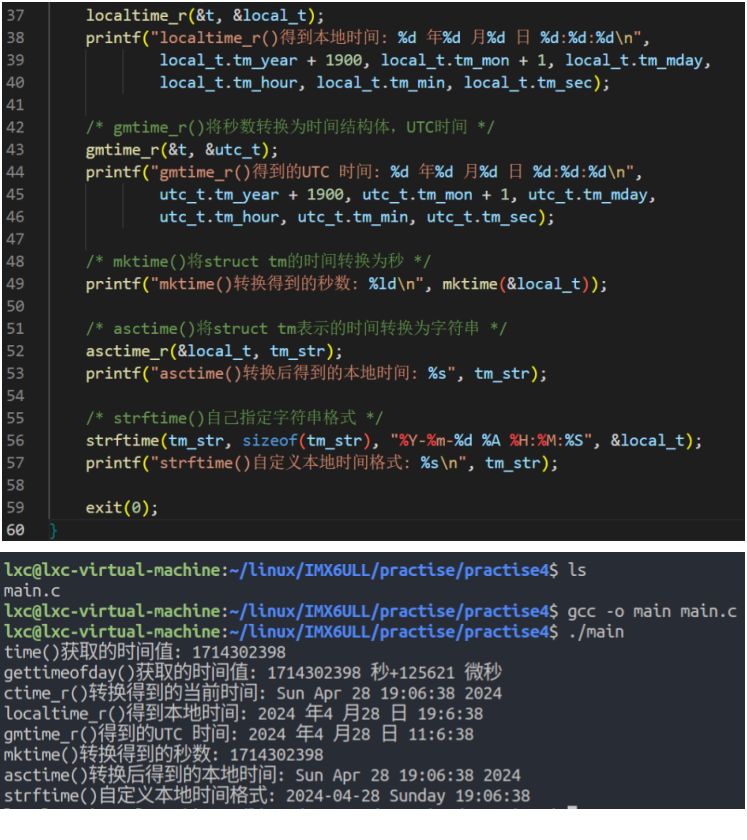 37 localtime_r(&t, &local_t);
38 printf("localtime_r()得到本地时间: %d 年%d 月%d 日 %d:%d:%d\n",
39 local_t.tm_year + 1900, local_t.tm_mon + 1, local_t.tm_mday,
40 local_t.tm_hour, local_t.tm_min, local_t.tm_sec);
41
42 /* gmtime_r()将秒数转换为时间结构体，UTC时间 */
43 gmtime_r(&t, &utc_t);
44 printf("gmtime_r()得到的UTC 时间: %d 年%d 月%d 日 %d:%d:%d\n",
45 utc_t.tm_year + 1900, utc_t.tm_mon + 1, utc_t.tm_mday,
46 utc_t.tm_hour, utc_t.tm_min, utc_t.tm_sec);
47
48 /* mktime()将struct tm的时间转换为秒 */
49 printf("mktime()转换得到的秒数: %ld\n", mktime(&local_t));
50
51 /* asctime()将struct tm表示的时间转换为字符串 */
52 asctime_r(&local_t, tm_str);
53 printf("asctime()转换后得到的本地时间: %s", tm_str);
54
55 /* strftime()自己指定字符串格式 */
56 strftime(tm_str, sizeof(tm_str), "%Y-%m-%d %A %H:%M:%S", &local_t);
57 printf("strftime()自定义本地时间格式: %s\n", tm_str);
58
59 exit(0);
60 }
lxc@lxc-virtual-machine:~/linux/IMX6ULL/practise/practise4$ ls
main.c
lxc@lxc-virtual-machine:~/linux/IMX6ULL/practise/practise4$ gcc -o main main.c
lxc@lxc-virtual-machine:~/linux/IMX6ULL/practise/practise4$ ./main
time()获取的时间值: 1714302398
gettimeofday()获取的时间值: 1714302398 秒+125621 微秒
ctime_r()转换得到的当前时间: Sun Apr 28 19:06:38 2024
localtime_r()得到本地时间: 2024 年4 月28 日 19:6:38
gmtime_r()得到的UTC 时间: 2024 年4 月28 日 11:6:38
mktime()转换得到的秒数: 1714302398
asctime()转换后得到的本地时间: Sun Apr 28 19:06:38 2024
strftime()自定义本地时间格式: 2024-04-28 Sunday 19:06:38